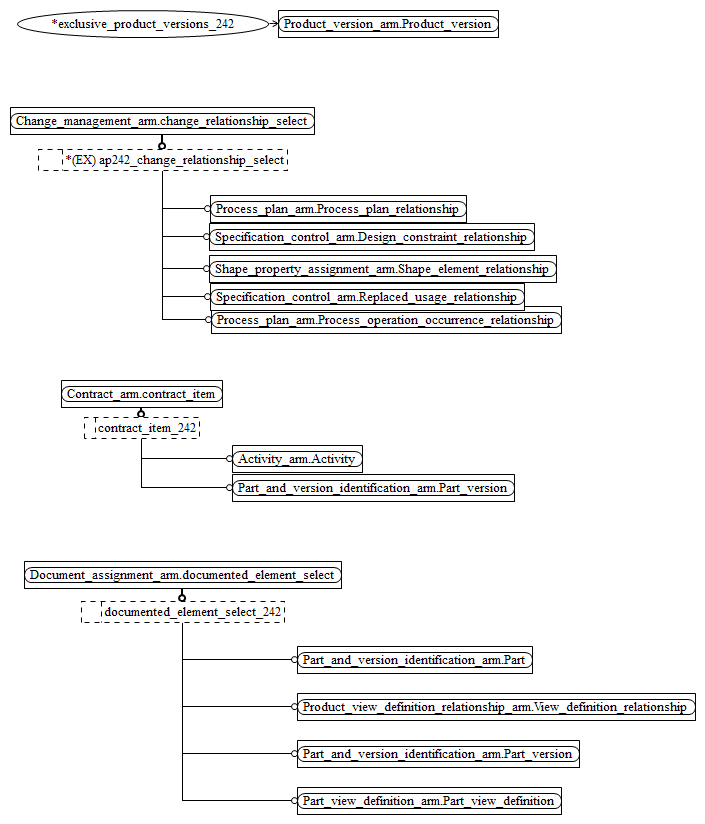 *exclusive_product_versions_242
Product_version_arm.Product_version
Change_management_arm.change_relationship_select
*(EX) ap242_change_relationship_select
Process_plan_arm.Process_plan_relationship
Specification_control_arm.Design_constraint_relationship
Shape_property_assignment_arm.Shape_element_relationship
Specification_control_arm.Replaced_usage_relationship
Process_plan_arm.Process_operation_occurrence_relationship
Contract_arm.contract_item
contract_item_242
Activity_arm.Activity
Part_and_version_identification_arm.Part_version
Document_assignment_arm.documented_element_select
documented_element_select_242
Part_and_version_identification_arm.Part
Product_view_definition_relationship_arm.View_definition_relationship
Part_and_version_identification_arm.Part_version
Part_view_definition_arm.Part_view_definition